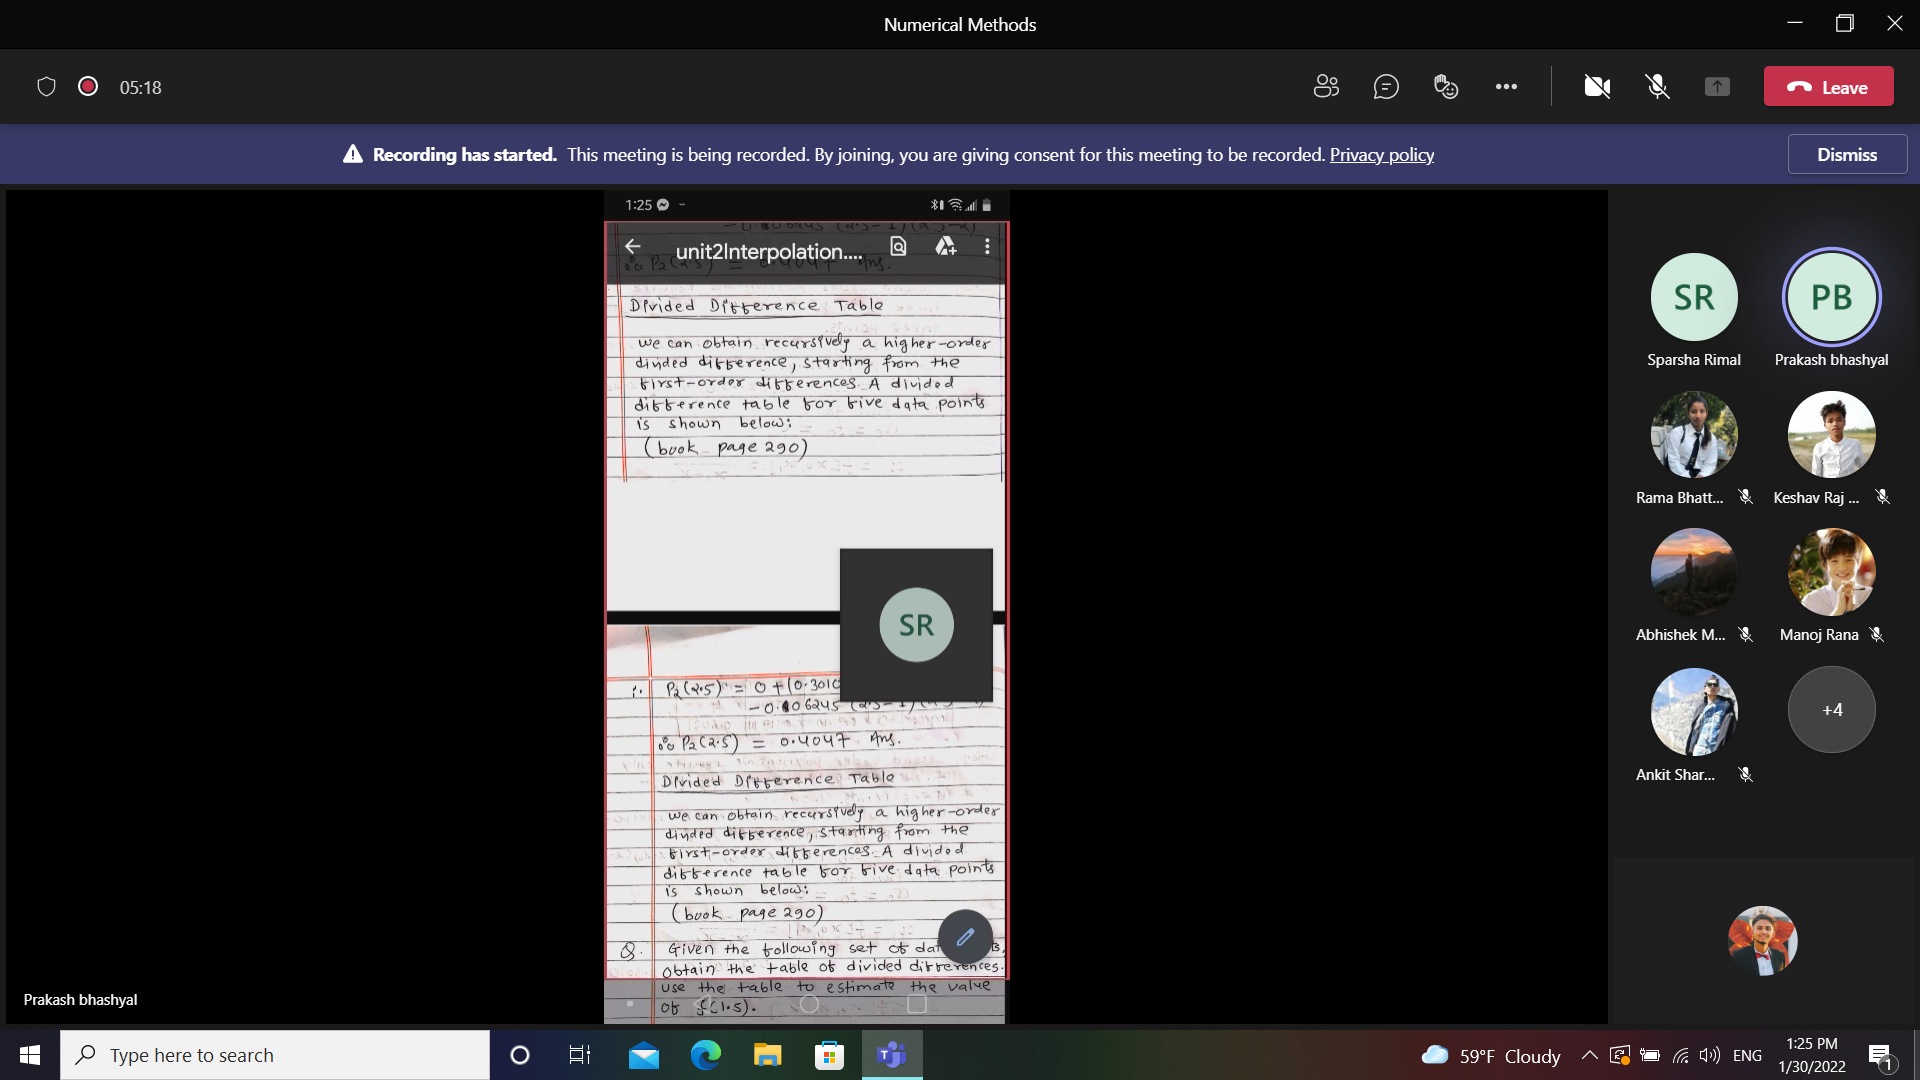 Numerical Methods
05:18
Leave
Recording has started. This meeting is being recorded. By joining, you are giving consent for this meeting to be recorded. Privacy policy
Dismiss
1:25
unit2Interpolation....
∴ P₂(2.5) = 0.4047 Ans.
Divided Difference Table
We can obtain recursively a higher-order
divided difference, starting from the
first-order differences. A divided
difference table for five data points
is shown below:
(book page 290)
SR
∴ P₂(2.5) = 0 + (0.3010
∴ P₂(2.5) = 0.4047 Ans.
Divided Difference Table
We can obtain recursively a higher-order
divided difference, starting from the
first-order differences. A divided
difference table for five data points
is shown below:
(book page 290)
Q. Given the following set of
obtain the table of divided differences.
use the table to estimate the value
of f(1.5).
Prakash bhashyal
SR
Sparsha Rimal
PB
Prakash bhashyal
Rama Bhatt...
Keshav Raj ...
Abhishek M...
Manoj Rana
Ankit Shar...
+4
Type here to search
59°F Cloudy
ENG
1:25 PM
1/30/2022
1